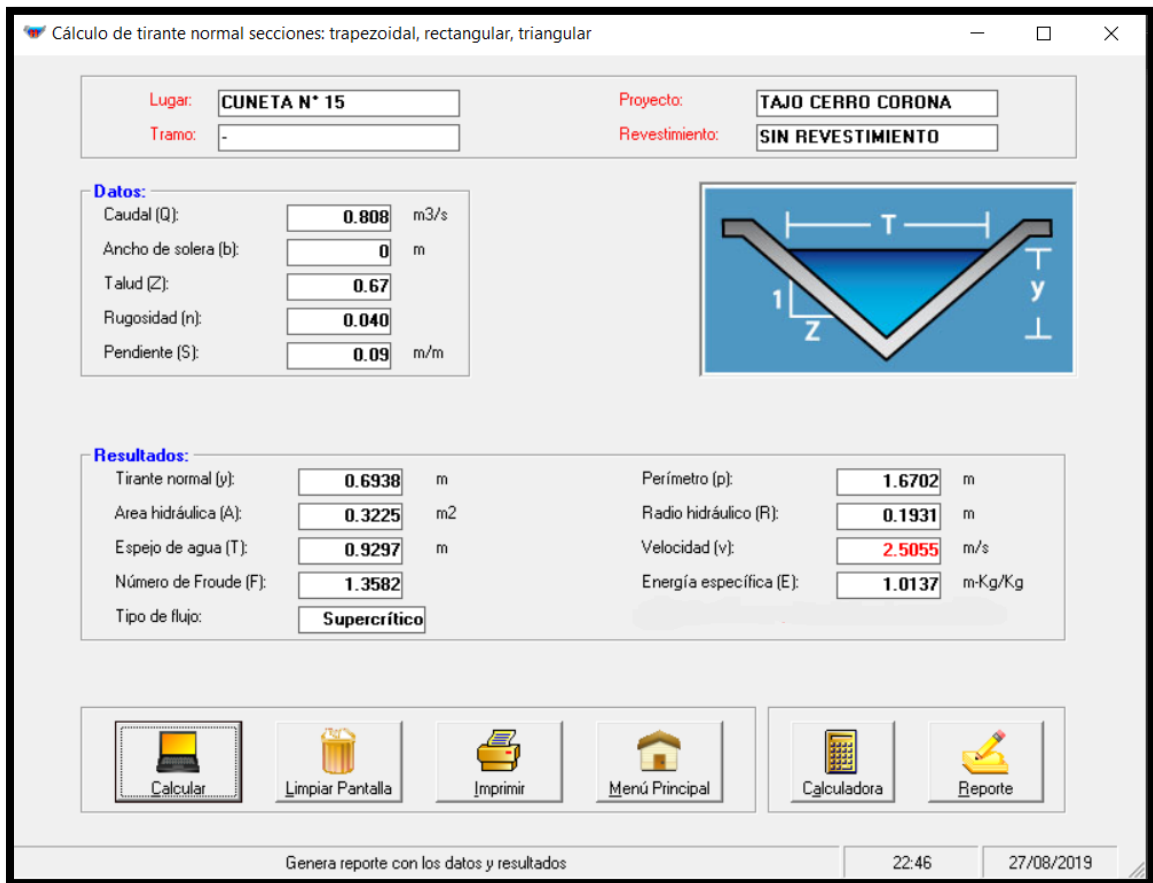 Cálculo de tirante normal secciones: trapezoidal, rectangular, triangular
Lugar: CUNETA N° 15 Proyecto: TAJO CERRO CORONA
Tramo: - Revestimiento: SIN REVESTIMIENTO
Datos:
Caudal (Q): 0.808 m3/s
Ancho de solera (b): 0 m
Talud (Z): 0.67
Rugosidad (n): 0.040
Pendiente (S): 0.09 m/m
T
y
1
Z
Resultados:
Tirante normal (y): 0.6938 m Perímetro (p): 1.6702 m
Area hidráulica (A): 0.3225 m2 Radio hidráulico (R): 0.1931 m
Espejo de agua (T): 0.9297 m Velocidad (v): 2.5055 m/s
Número de Froude (F): 1.3582 Energía específica (E): 1.0137 m-Kg/Kg
Tipo de flujo: Supercrítico
Calcular Limpiar Pantalla Imprimir Menú Principal Calculadora Reporte
Genera reporte con los datos y resultados 22:46 27/08/2019